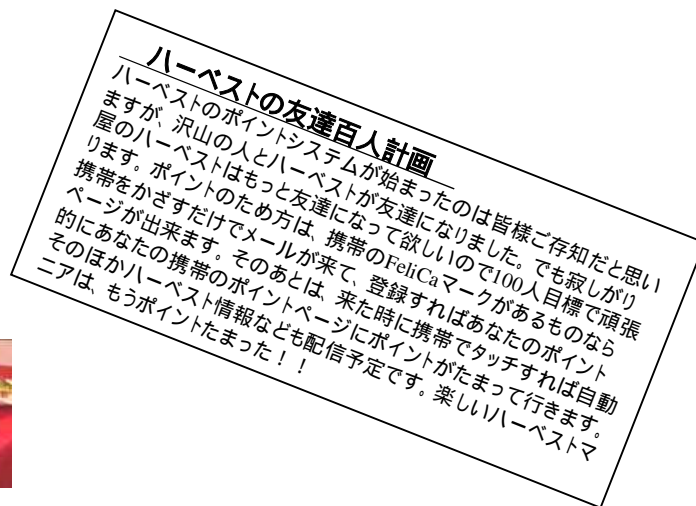 ハーベストの友達百人計画
ハーベストのポイントシステムが始まったのは皆様ご存知だと思い
ますが、沢山の人とハーベストが友達になりました。でも寂しがり
屋のハーベストはもっと友達になって欲しいので100人目標で頑張
ります。ポイントのため方は、携帯のFeliCaマークがあるものなら
携帯をかざすだけでメールが来て、登録すればあなたのポイント
ページが出来ます。そのあとは、来た時に携帯でタッチすれば自動
的にあなたの携帯のポイントページにポイントがたまって行きます。
そのほかハーベスト情報なども配信予定です。楽しいハーベストマ
ニアは、もうポイントたまった！！